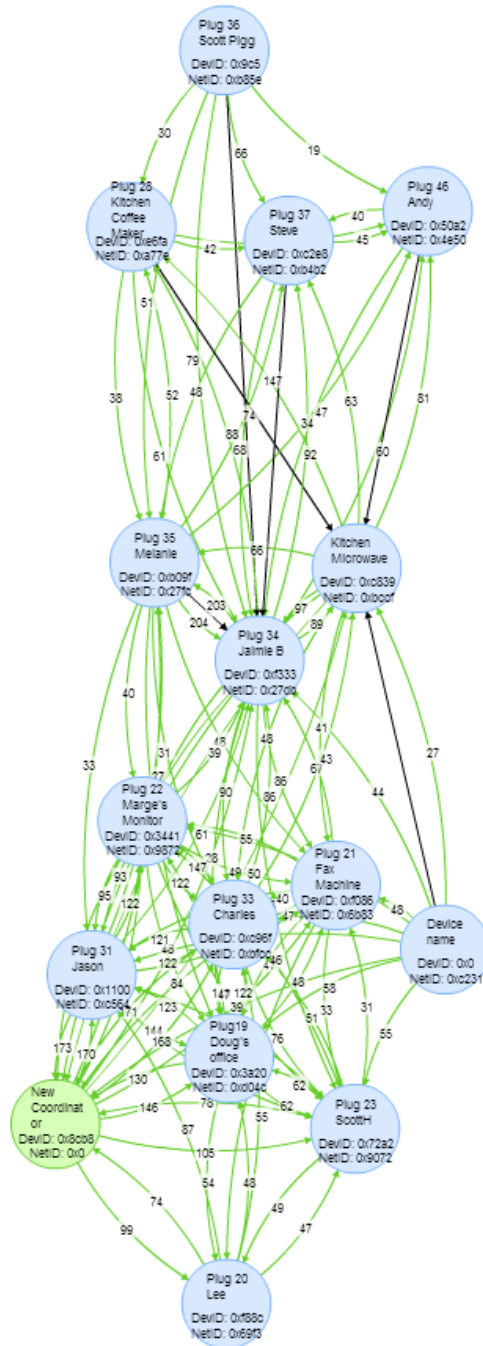 Plug 36
Scott Pigg
DevID: 0x9c5
NetID: 0xb85e
30
66
19
Plug 28
Kitchen
Coffee
Maker
DevID: 0xe6fa
NetID: 0xa77e
Plug 37
Steve
DevID: 0xc2e8
NetID: 0xb4b2
Plug 46
Andy
DevID: 0x50a2
NetID: 0x4e50
40
42
45
51
79
147
38
52
48
74
47
63
81
34
88
68
61
92
60
Plug 35
Melanie
DevID: 0xb09f
NetID: 0x27fc
Kitchen
Microwave
DevID: 0xc839
NetID: 0xbccf
66
203
204
97
89
Plug 34
Jaimie B
DevID: 0xf333
NetID: 0x27db
40
33
31
39
48
41
43
27
86
67
44
90
86
Plug 22
Marge's
Monitor
DevID: 0x3441
NetID: 0x9872
61
55
Plug 21
Fax
Machine
DevID: 0xf086
NetID: 0x6b83
28
147
49
50
93
95
122
122
Plug 33
Charles
DevID: 0xc96f
NetID: 0xbfcc
47
48
Device
name
DevID: 0x0
NetID: 0xc231
121
48
122
46
Plug 31
Jason
DevID: 0x1100
NetID: 0xc564
84
123
147
122
39
48
58
51
33
31
168
Plug19
Doug's
office
DevID: 0x3a20
NetID: 0xd04c
76
173
170
55
62
130
New
Coordinat
or
DevID: 0x8cb8
NetID: 0x0
146
78
55
62
Plug 23
ScottH
DevID: 0x72a2
NetID: 0x9072
87
105
54
48
74
49
47
99
Plug 20
Lee
DevID: 0xf88c
NetID: 0x69f3